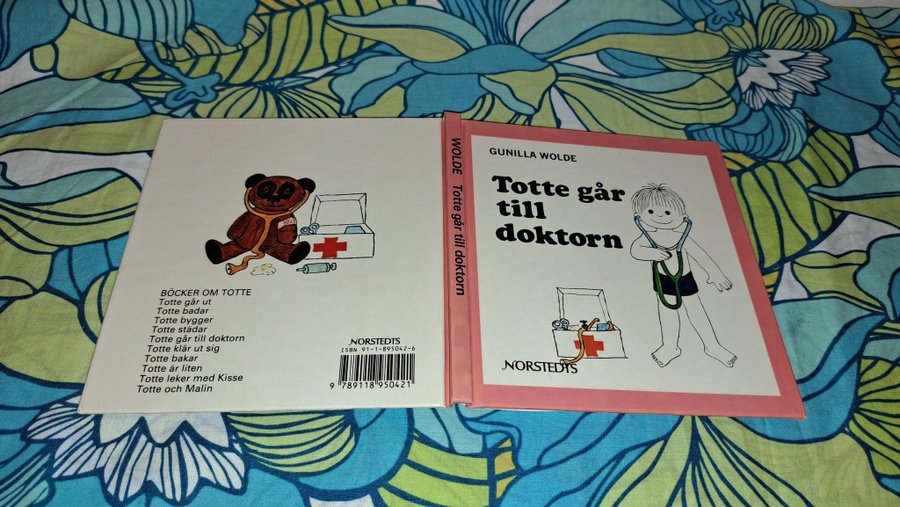 BÖCKER OM TOTTE
Totte går ut
Totte badar
Totte bygger
Totte städar
Totte går till doktorn
Totte klär ut sig
Totte bakar
Totte är liten
Totte leker med Kisse
Totte och Malin
NORSTEDTS
ISBN 91-1-895042-6
9 789118 950421
WOLDE Totte går till doktorn
GUNILLA WOLDE
Totte går
till
doktorn
NORSTEDTS